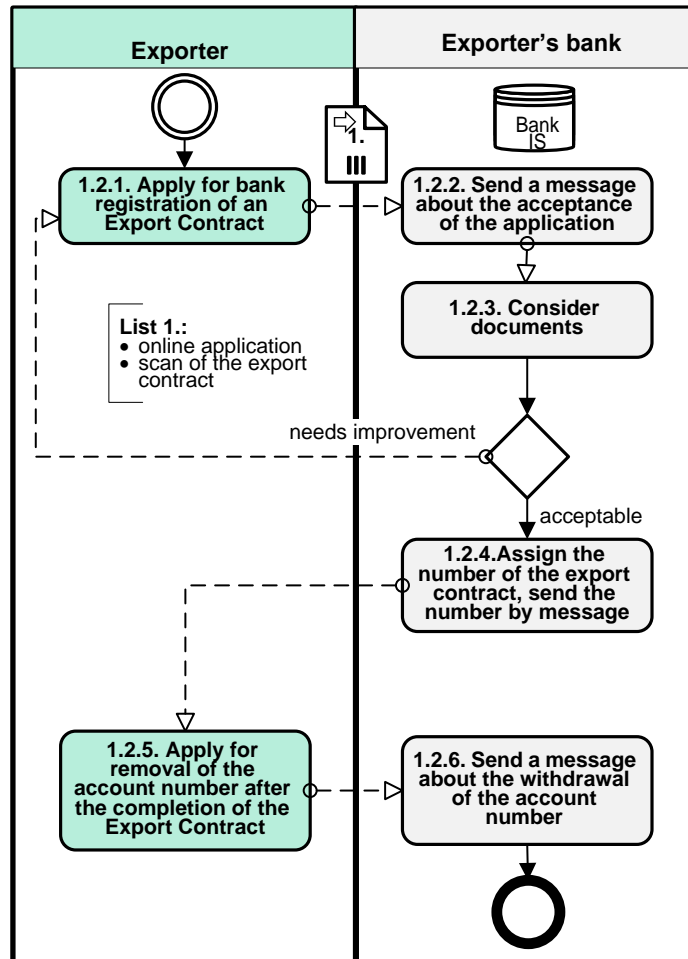 Exporter
Exporter's bank
1.
III
Bank
IS
1.2.1. Apply for bank
registration of an
Export Contract
1.2.2. Send a message
about the acceptance
of the application
1.2.3. Consider
documents
List 1.:
• online application
• scan of the export
contract
needs improvement
acceptable
1.2.4.Assign the
number of the export
contract, send the
number by message
1.2.5. Apply for
removal of the
account number after
the completion of the
Export Contract
1.2.6. Send a message
about the withdrawal
of the account
number